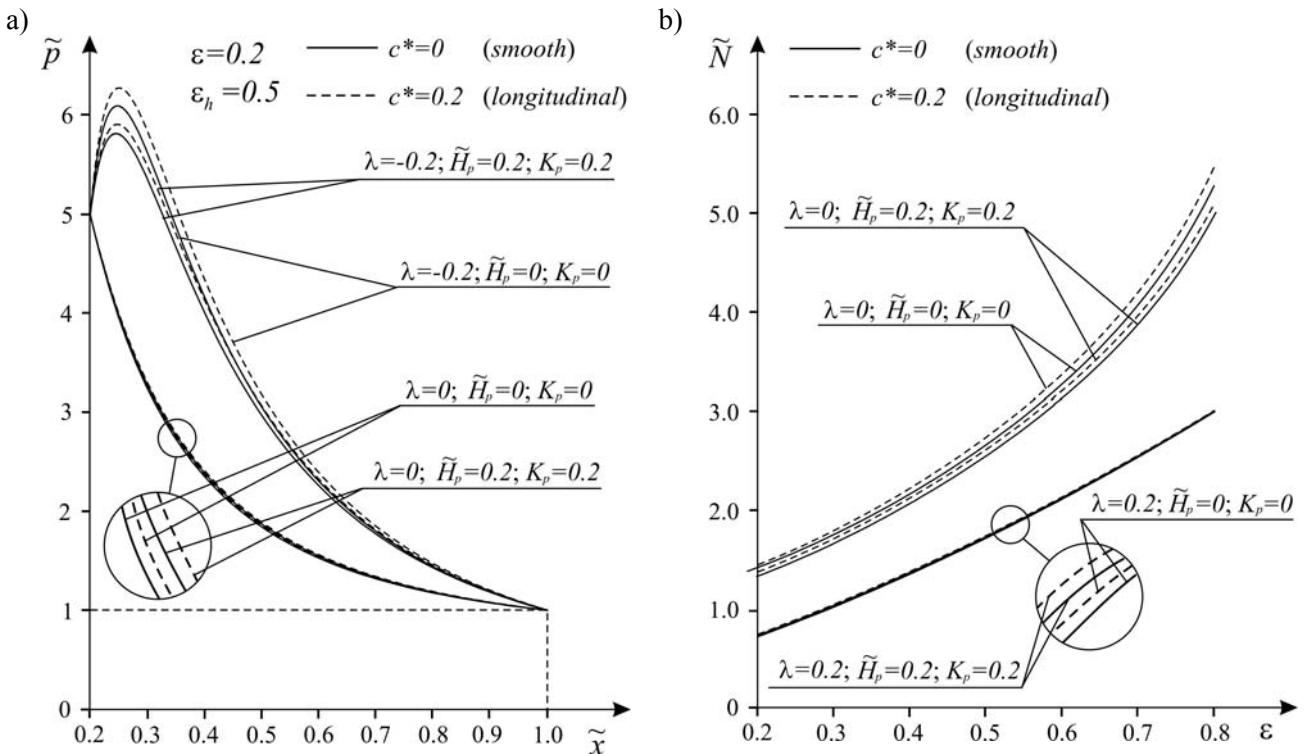 a)
p̃
ε=0.2
ε_h=0.5
c*=0 (smooth)
c*=0.2 (longitudinal)
λ=-0.2; H̃_p=0.2; K_p=0.2
λ=-0.2; H̃_p=0; K_p=0
λ=0; H̃_p=0; K_p=0
λ=0; H̃_p=0.2; K_p=0.2
6
5
4
3
2
1
0
0.2 0.3 0.4 0.5 0.6 0.7 0.8 0.9 1.0 x̃
b)
Ñ
c*=0 (smooth)
c*=0.2 (longitudinal)
λ=0; H̃_p=0.2; K_p=0.2
λ=0; H̃_p=0; K_p=0
λ=0.2; H̃_p=0; K_p=0
λ=0.2; H̃_p=0.2; K_p=0.2
6.0
5.0
4.0
3.0
2.0
1.0
0
0.2 0.3 0.4 0.5 0.6 0.7 0.8 ε